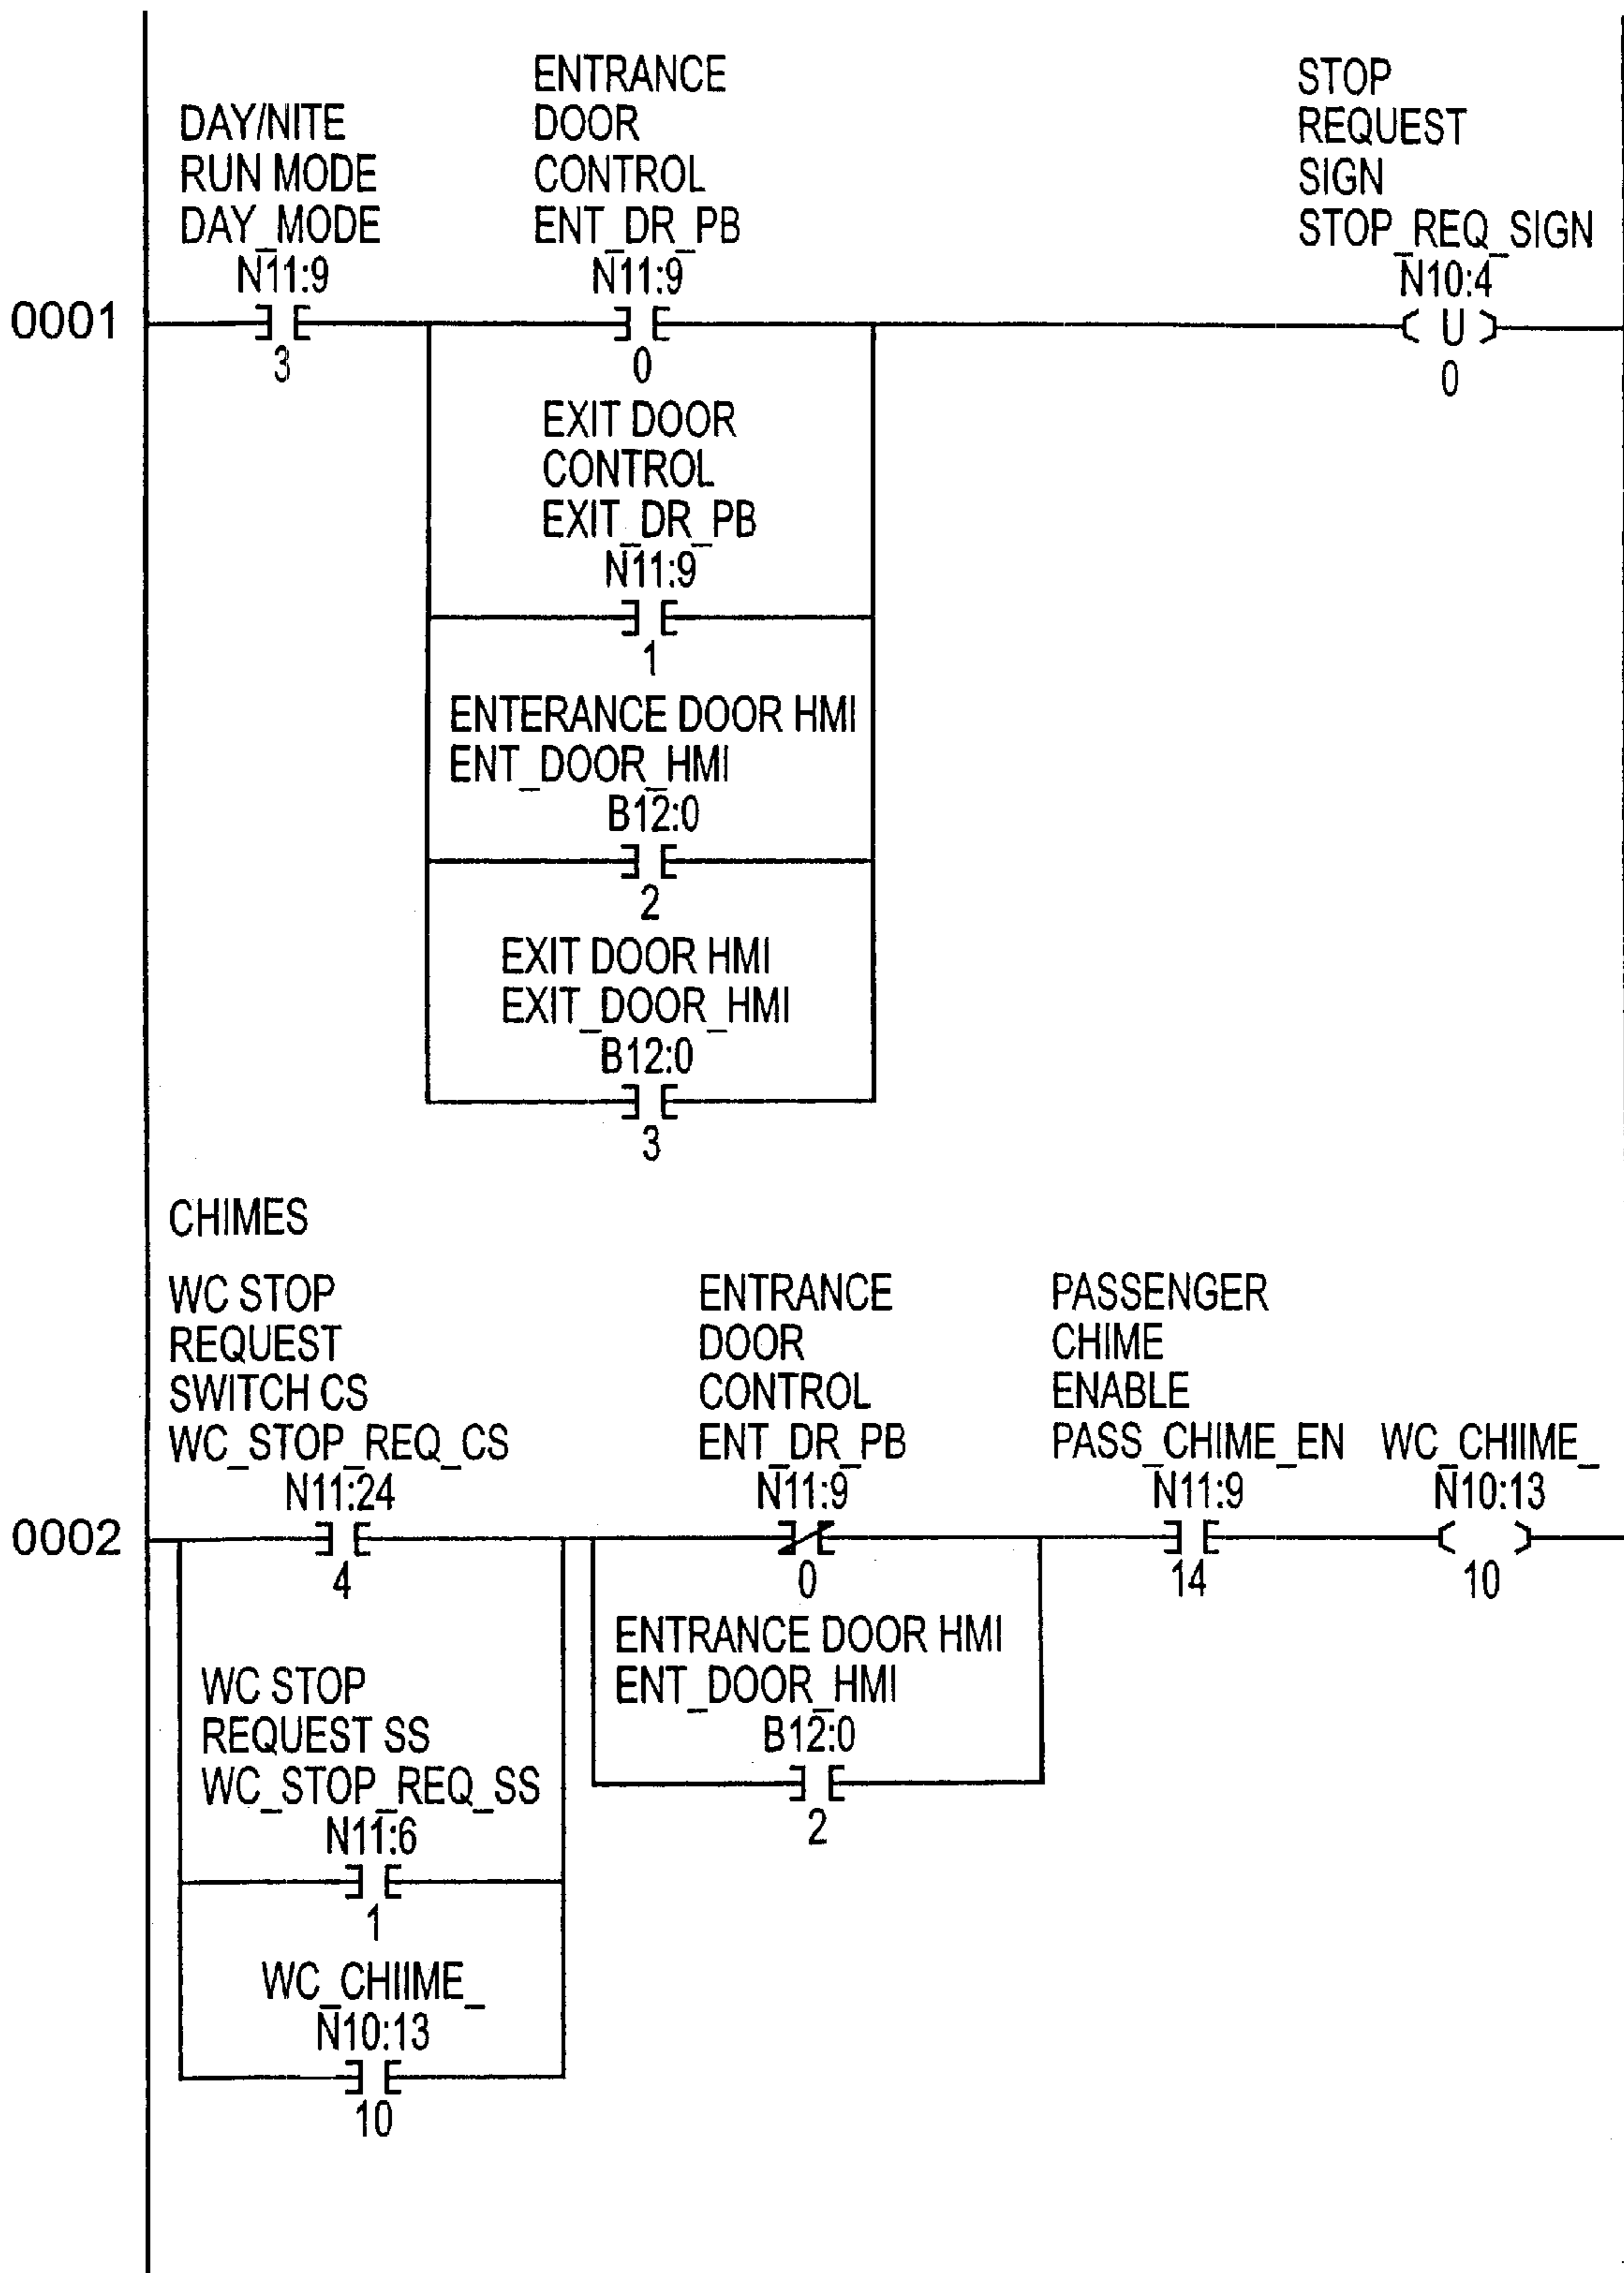 DAY/NITE
RUN MODE
DAY_MODE
N11:9
3
ENTRANCE
DOOR
CONTROL
ENT_DR_PB
N11:9
0
STOP
REQUEST
SIGN
STOP_REQ_SIGN
N10:4
U
0
0001
EXIT DOOR
CONTROL
EXIT_DR_PB
N11:9
1
ENTERANCE DOOR HMI
ENT_DOOR_HMI
B12:0
2
EXIT DOOR HMI
EXIT_DOOR_HMI
B12:0
3
CHIMES
WC STOP
REQUEST
SWITCH CS
WC_STOP_REQ_CS
N11:24
4
ENTRANCE
DOOR
CONTROL
ENT_DR_PB
N11:9
0
PASSENGER
CHIME
ENABLE
PASS_CHIME_EN
N11:9
14
WC_CHIIME_
N10:13
10
0002
ENTRANCE DOOR HMI
ENT_DOOR_HMI
B12:0
2
WC STOP
REQUEST SS
WC_STOP_REQ_SS
N11:6
1
WC_CHIIME_
N10:13
10